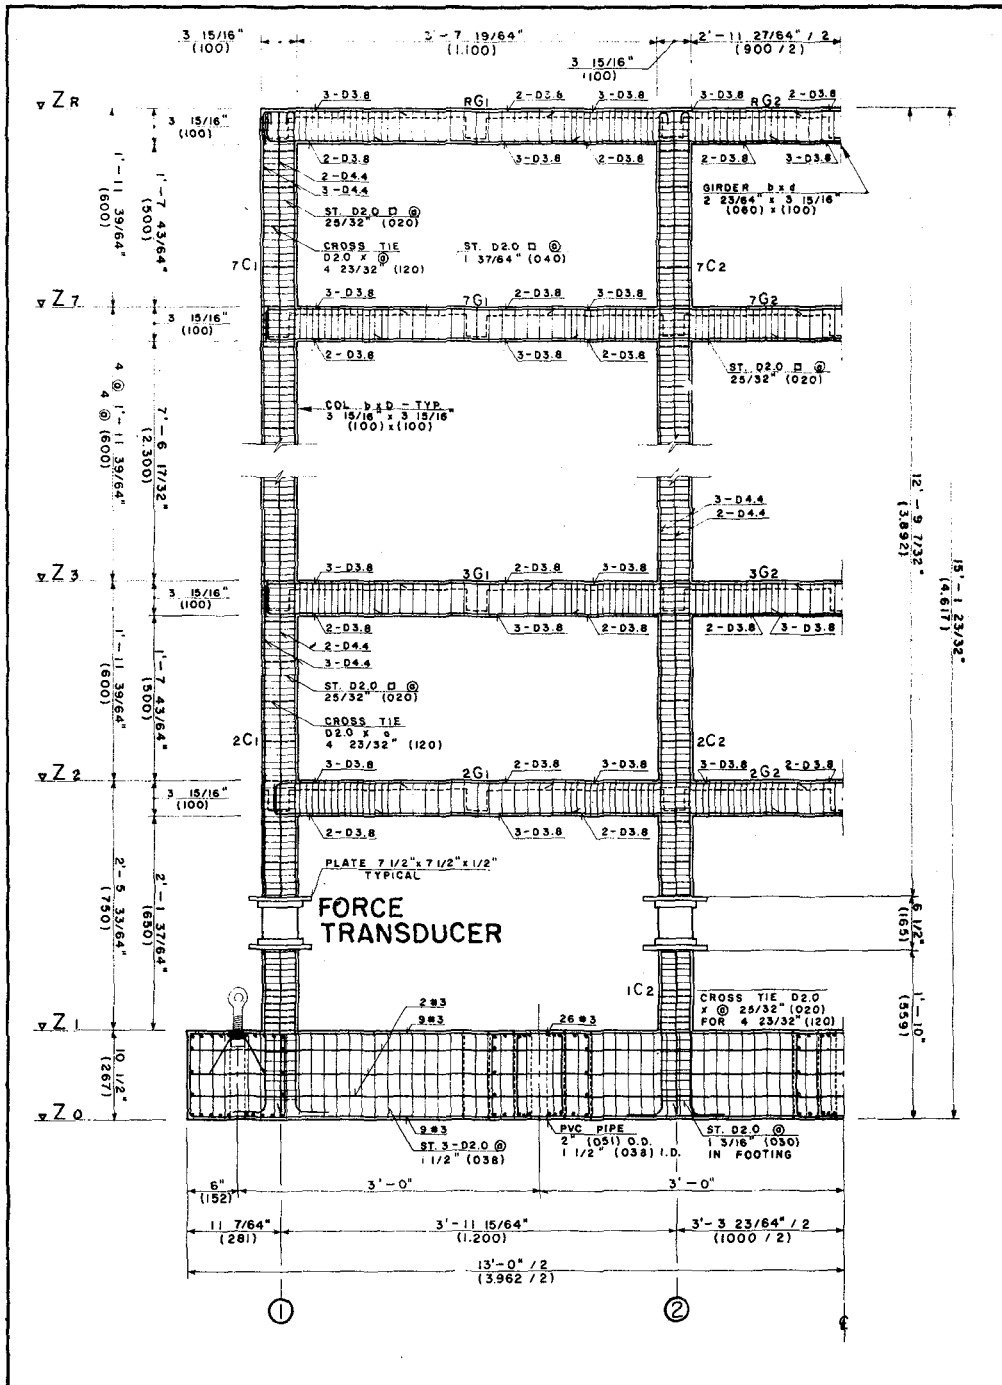 3 15/16"
(100)
3'-7 19/64"
(1.100)
2'-11 27/64" / 2
(900 / 2)
3 15/16"
(100)
ZR
3-D3.8
RG1
2-D3.8
3-D3.8
3-D3.8
RG2
2-D3.8
3 15/16"
(100)
2-D3.8
3-D3.8
2-D3.8
2-D3.8
3-D3.8
2-D4.4
3-D4.4
GIRDER b x d
2 23/64" x 3 15/16"
(060) x (100)
1'-11 39/64"
(600)
1'-7 43/64"
(500)
ST. D2.0 □ @
25/32" (020)
CROSS TIE
D2.0 x @
4 23/32" (120)
ST. D2.0 □ @
1 37/64" (040)
7C1
7C2
Z7
3-D3.8
7G1
2-D3.8
3-D3.8
7G2
3 15/16"
(100)
2-D3.8
3-D3.8
2-D3.8
ST. D2.0 □ @
25/32" (020)
COL b x D - TYP.
3 15/16" x 3 15/16"
(100) x (100)
4 @ 1'-11 39/64"
4 @ (600)
7'-6 17/32"
(2.300)
12'-9 7/32"
(3.892)
15'-1 23/32"
(4.617)
3-D4.4
2-D4.4
Z3
3-D3.8
3G1
2-D3.8
3-D3.8
3G2
3 15/16"
(100)
2-D3.8
3-D3.8
2-D3.8
2-D3.8
3-D3.8
2-D4.4
3-D4.4
1'-11 39/64"
(600)
1'-7 43/64"
(500)
ST. D2.0 □ @
25/32" (020)
CROSS TIE
D2.0 x @
4 23/32" (120)
2C1
2C2
Z2
3-D3.8
2G1
2-D3.8
3-D3.8
3-D3.8
2G2
2-D3.8
3 15/16"
(100)
2-D3.8
3-D3.8
2-D3.8
PLATE 7 1/2" x 7 1/2" x 1/2"
TYPICAL
2'-5 33/64"
(750)
2'-1 37/64"
(650)
FORCE
TRANSDUCER
6 1/2"
(165)
1C2
CROSS TIE D2.0
x @ 25/32" (020)
FOR 4 23/32" (120)
1'-10"
(559)
Z1
2#3
9#3
26 #3
10 1/2"
(267)
Z0
9#3
ST. 3-D2.0 @
1 1/2" (038)
PVC PIPE
2" (051) O.D.
1 1/2" (038) I.D.
ST. D2.0 @
1 3/16" (030)
IN FOOTING
6"
(152)
3'-0"
3'-0"
11 7/64"
(281)
3'-11 15/64"
(1.200)
3'-3 23/64" / 2
(1000 / 2)
13'-0" / 2
(3.962 / 2)
1
2
℄